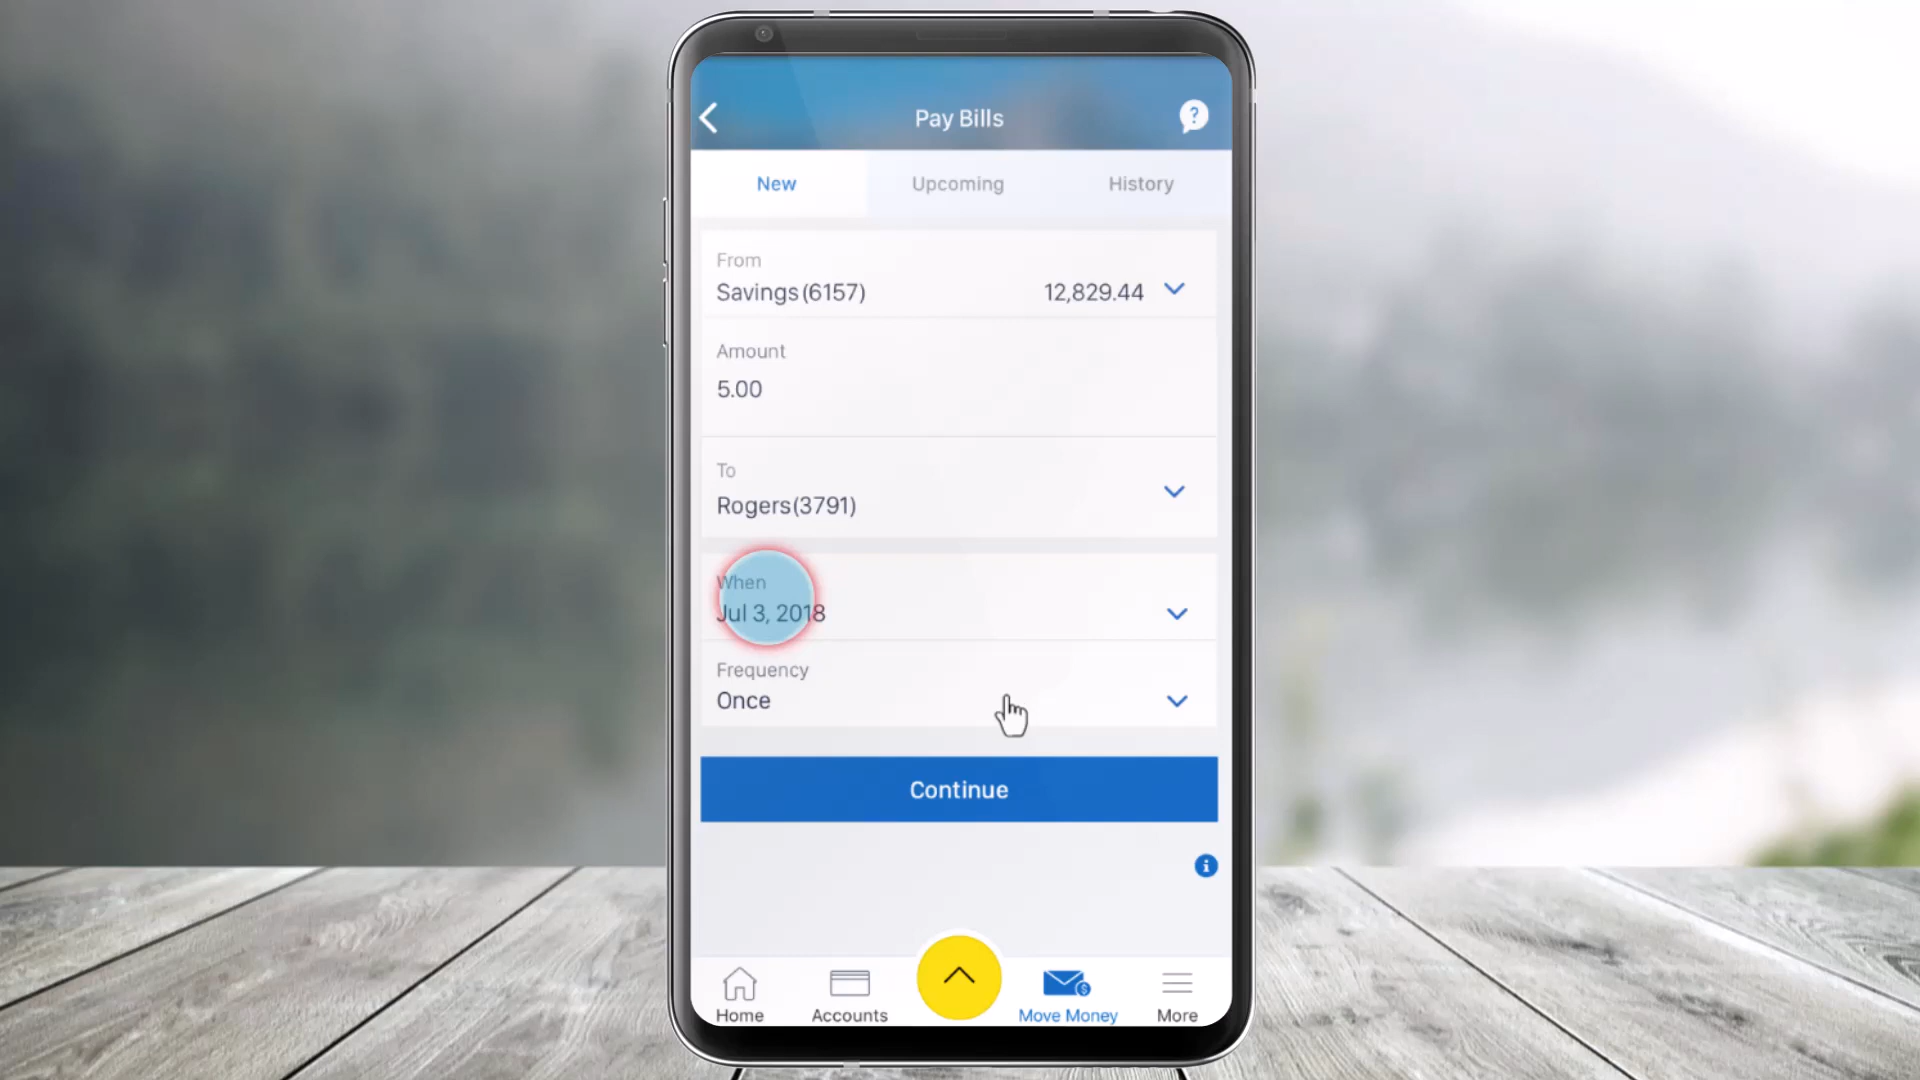 Pay Bills
?
New Upcoming History
From
Savings(6157) 12,829.44
Amount
5.00
To
Rogers(3791)
When
Jul 3, 2018
Frequency
Once
Continue
i
$
Home Accounts Move Money More